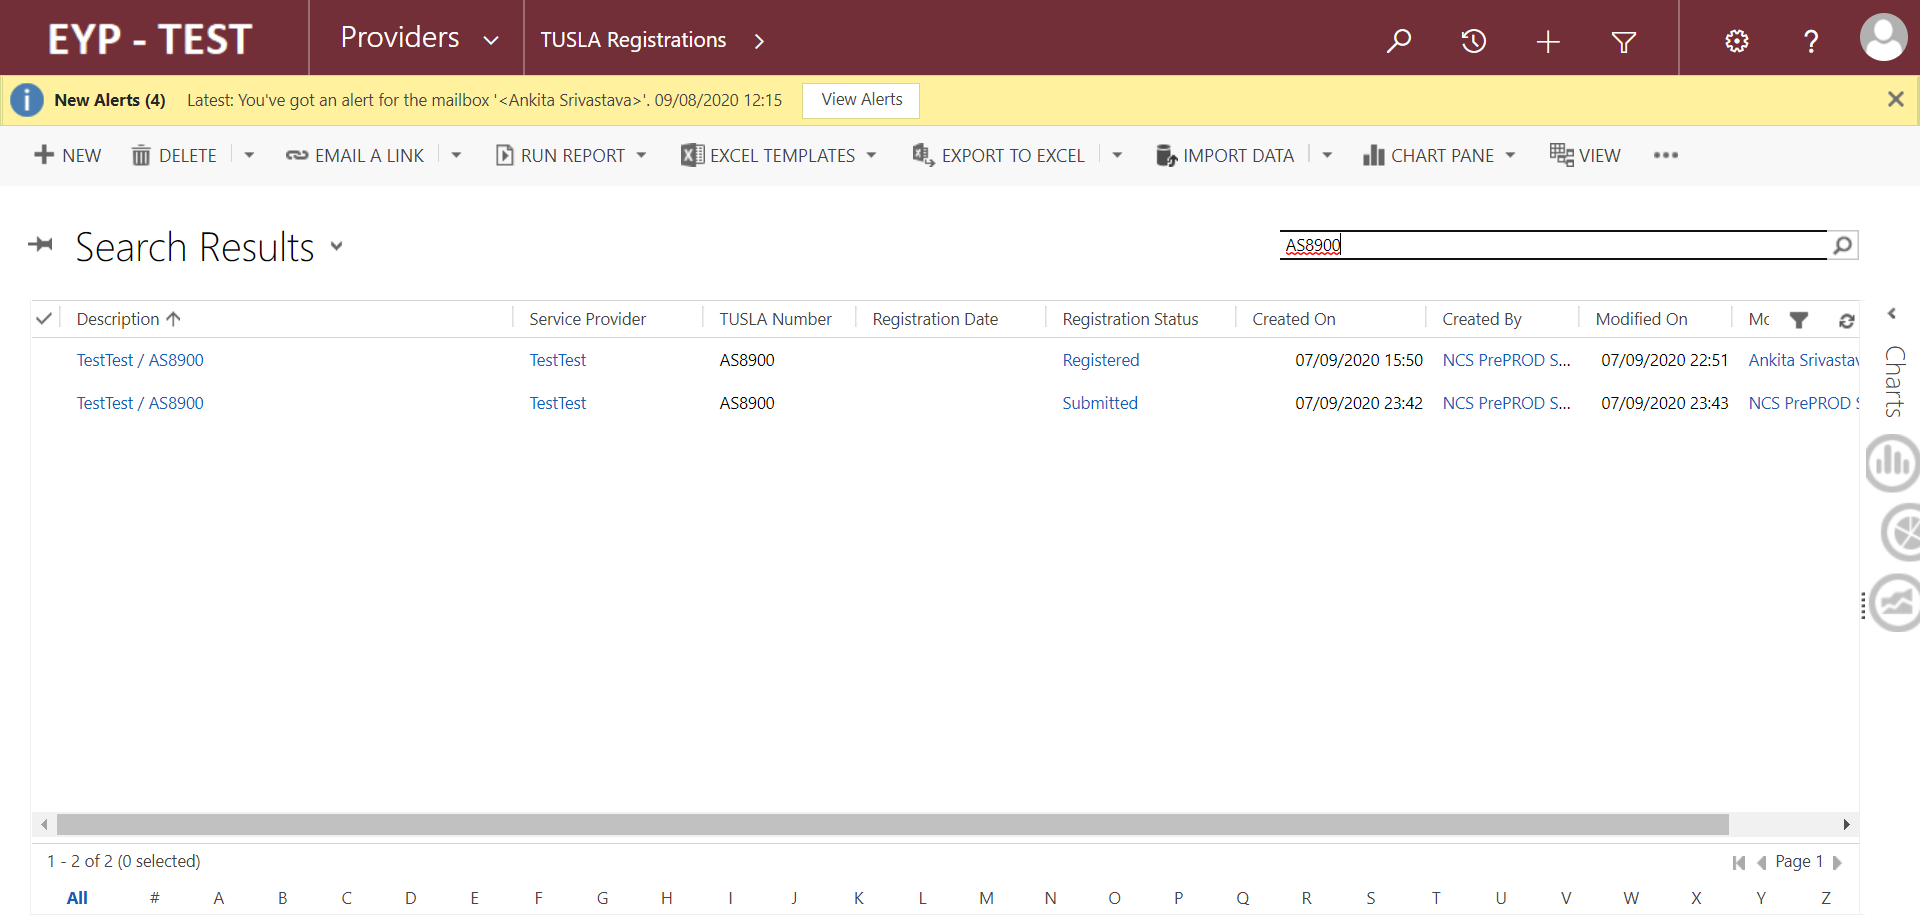 EYP - TEST Providers TUSLA Registrations
New Alerts (4) Latest: You've got an alert for the mailbox '<Ankita Srivastava>'. 09/08/2020 12:15 View Alerts
NEW DELETE EMAIL A LINK RUN REPORT EXCEL TEMPLATES EXPORT TO EXCEL IMPORT DATA CHART PANE VIEW
Search Results AS8900
Description Service Provider TUSLA Number Registration Date Registration Status Created On Created By Modified On Mo
TestTest / AS8900 TestTest AS8900 Registered 07/09/2020 15:50 NCS PrePROD S... 07/09/2020 22:51 Ankita Srivastav
TestTest / AS8900 TestTest AS8900 Submitted 07/09/2020 23:42 NCS PrePROD S... 07/09/2020 23:43 NCS PrePROD S
Charts
1 - 2 of 2 (0 selected) Page 1
All # A B C D E F G H I J K L M N O P Q R S T U V W X Y Z